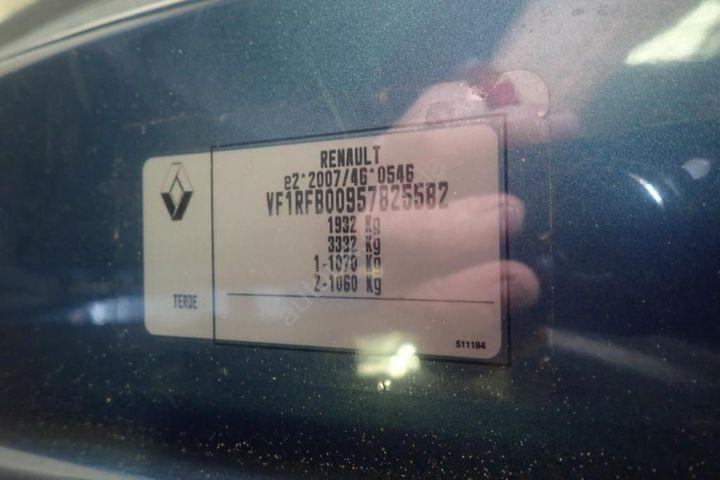 RENAULT
e2*2007/46*0546
VF1RFB00957825582
1932 Kg
3332 Kg
1-1070 Kg
2-1060 Kg
TERDE
511184